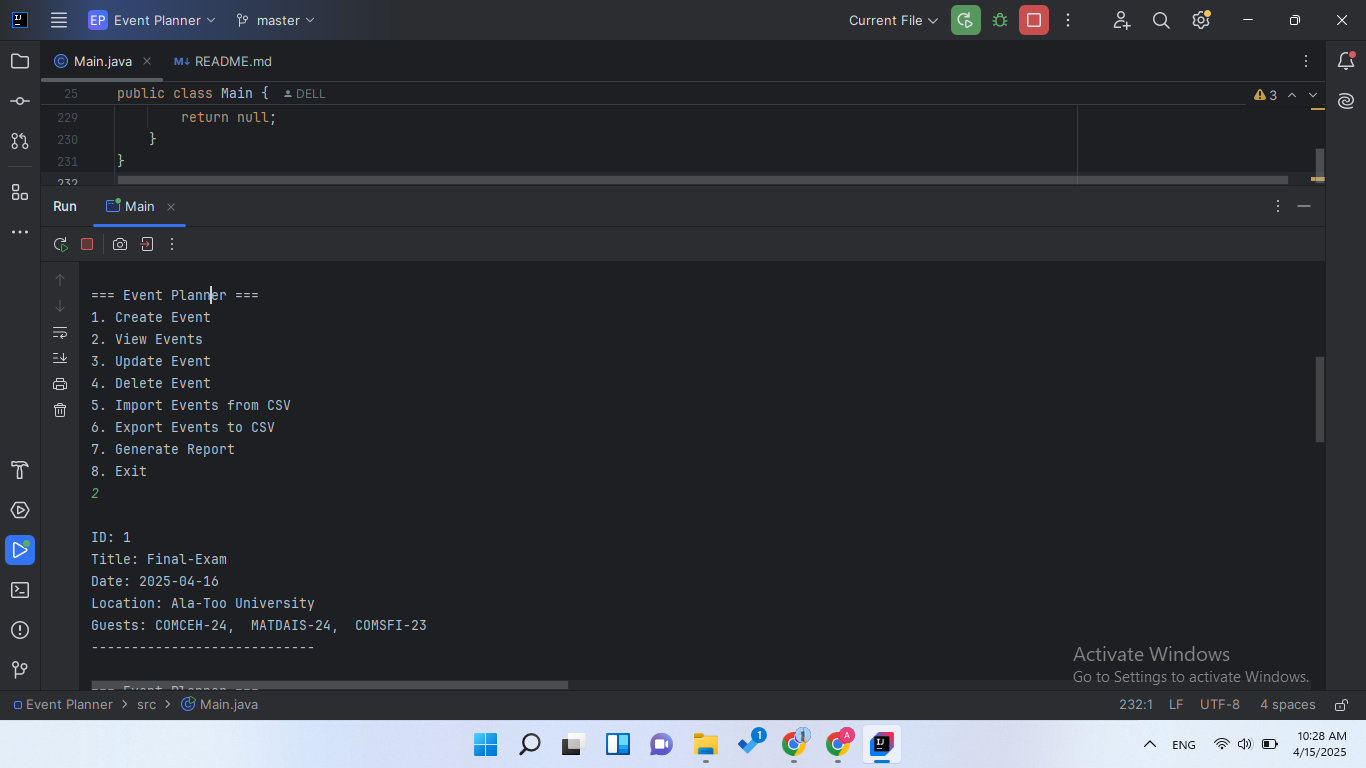 EP Event Planner master Current File
Main.java README.md
25 public class Main { DELL 3
229 return null;
230 }
231 }
232
Run Main
=== Event Planner ===
1. Create Event
2. View Events
3. Update Event
4. Delete Event
5. Import Events from CSV
6. Export Events to CSV
7. Generate Report
8. Exit
2
ID: 1
Title: Final-Exam
Date: 2025-04-16
Location: Ala-Too University
Guests: COMCEH-24,  MATDAIS-24,  COMSFI-23
----------------------------
=== Event Planner ===
Activate Windows
Go to Settings to activate Windows.
Event Planner > src > Main.java 232:1 LF UTF-8 4 spaces
1 A ENG 10:28 AM
4/15/2025